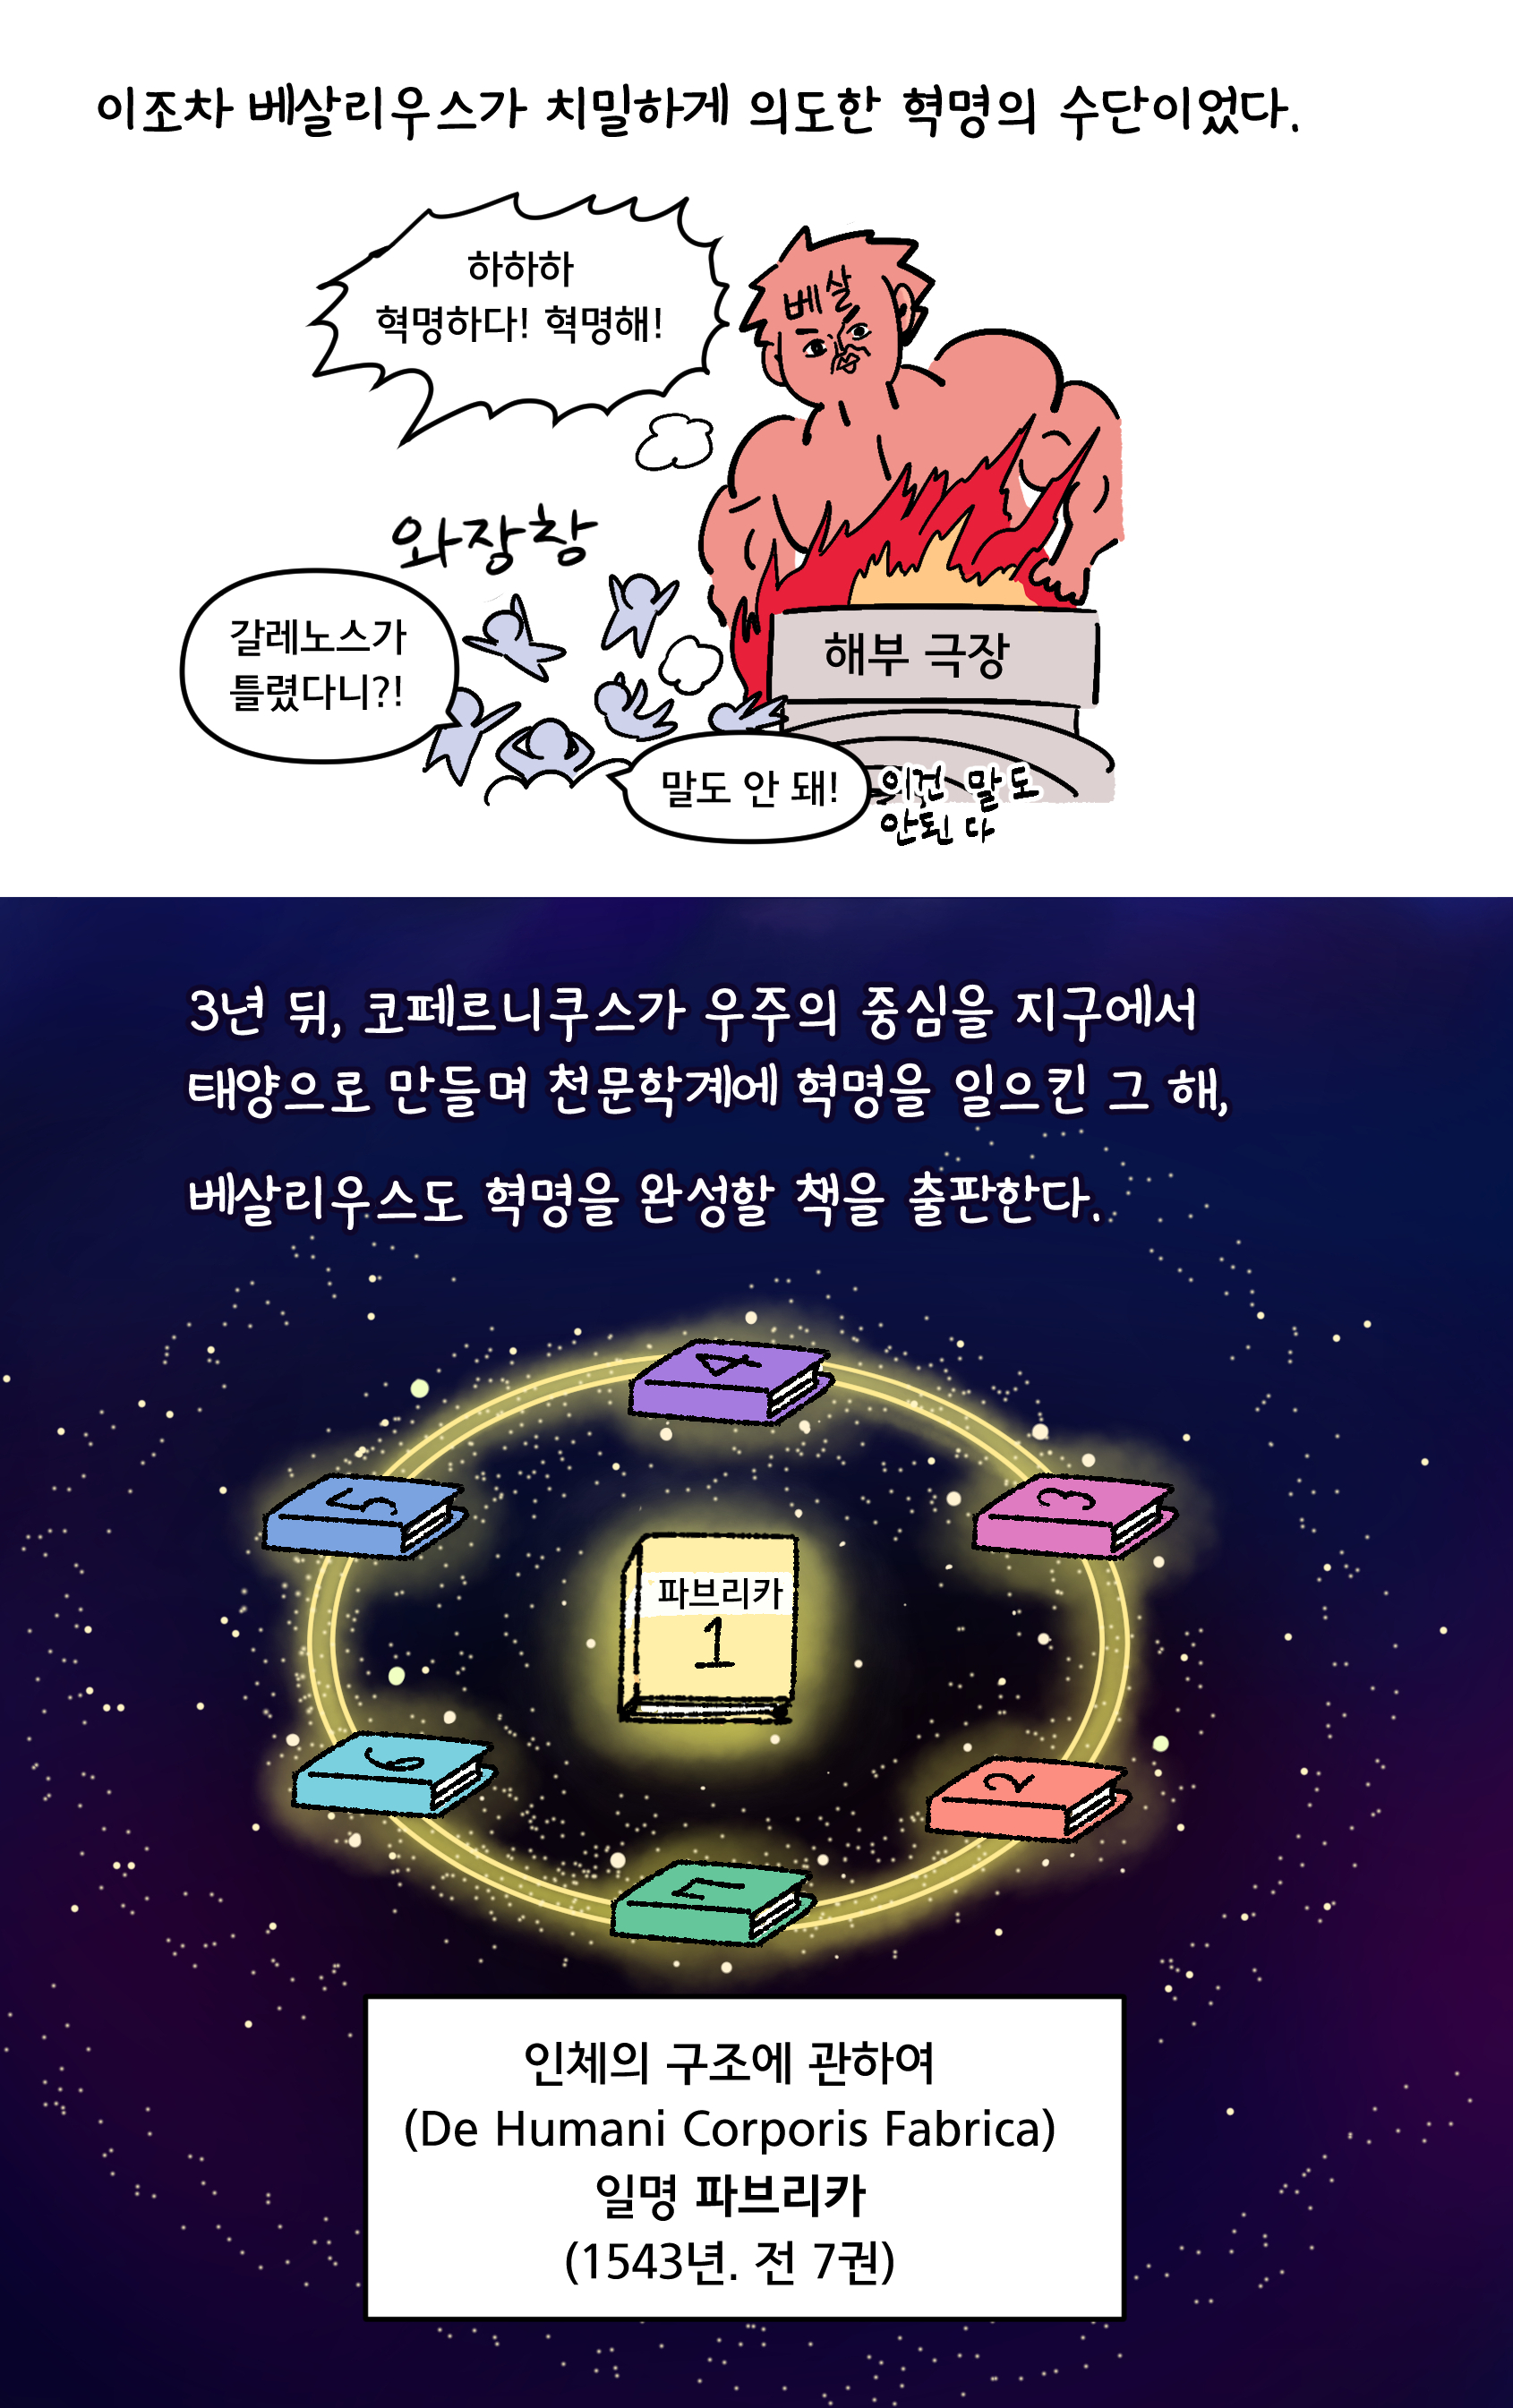 이조차 베살리우스가 치밀하게 의도한 혁명의 수단이었다.
하하하
혁명하다! 혁명해!
베살
와장창
갈레노스가
틀렸다니?!
해부 극장
말도 안 돼!
이건 말도
안된다
3년 뒤, 코페르니쿠스가 우주의 중심을 지구에서
태양으로 만들며 천문학계에 혁명을 일으킨 그 해,
베살리우스도 혁명을 완성할 책을 출판한다.
4
5
3
파브리카
1
6
2
7
인체의 구조에 관하여
(De Humani Corporis Fabrica)
일명 파브리카
(1543년. 전 7권)